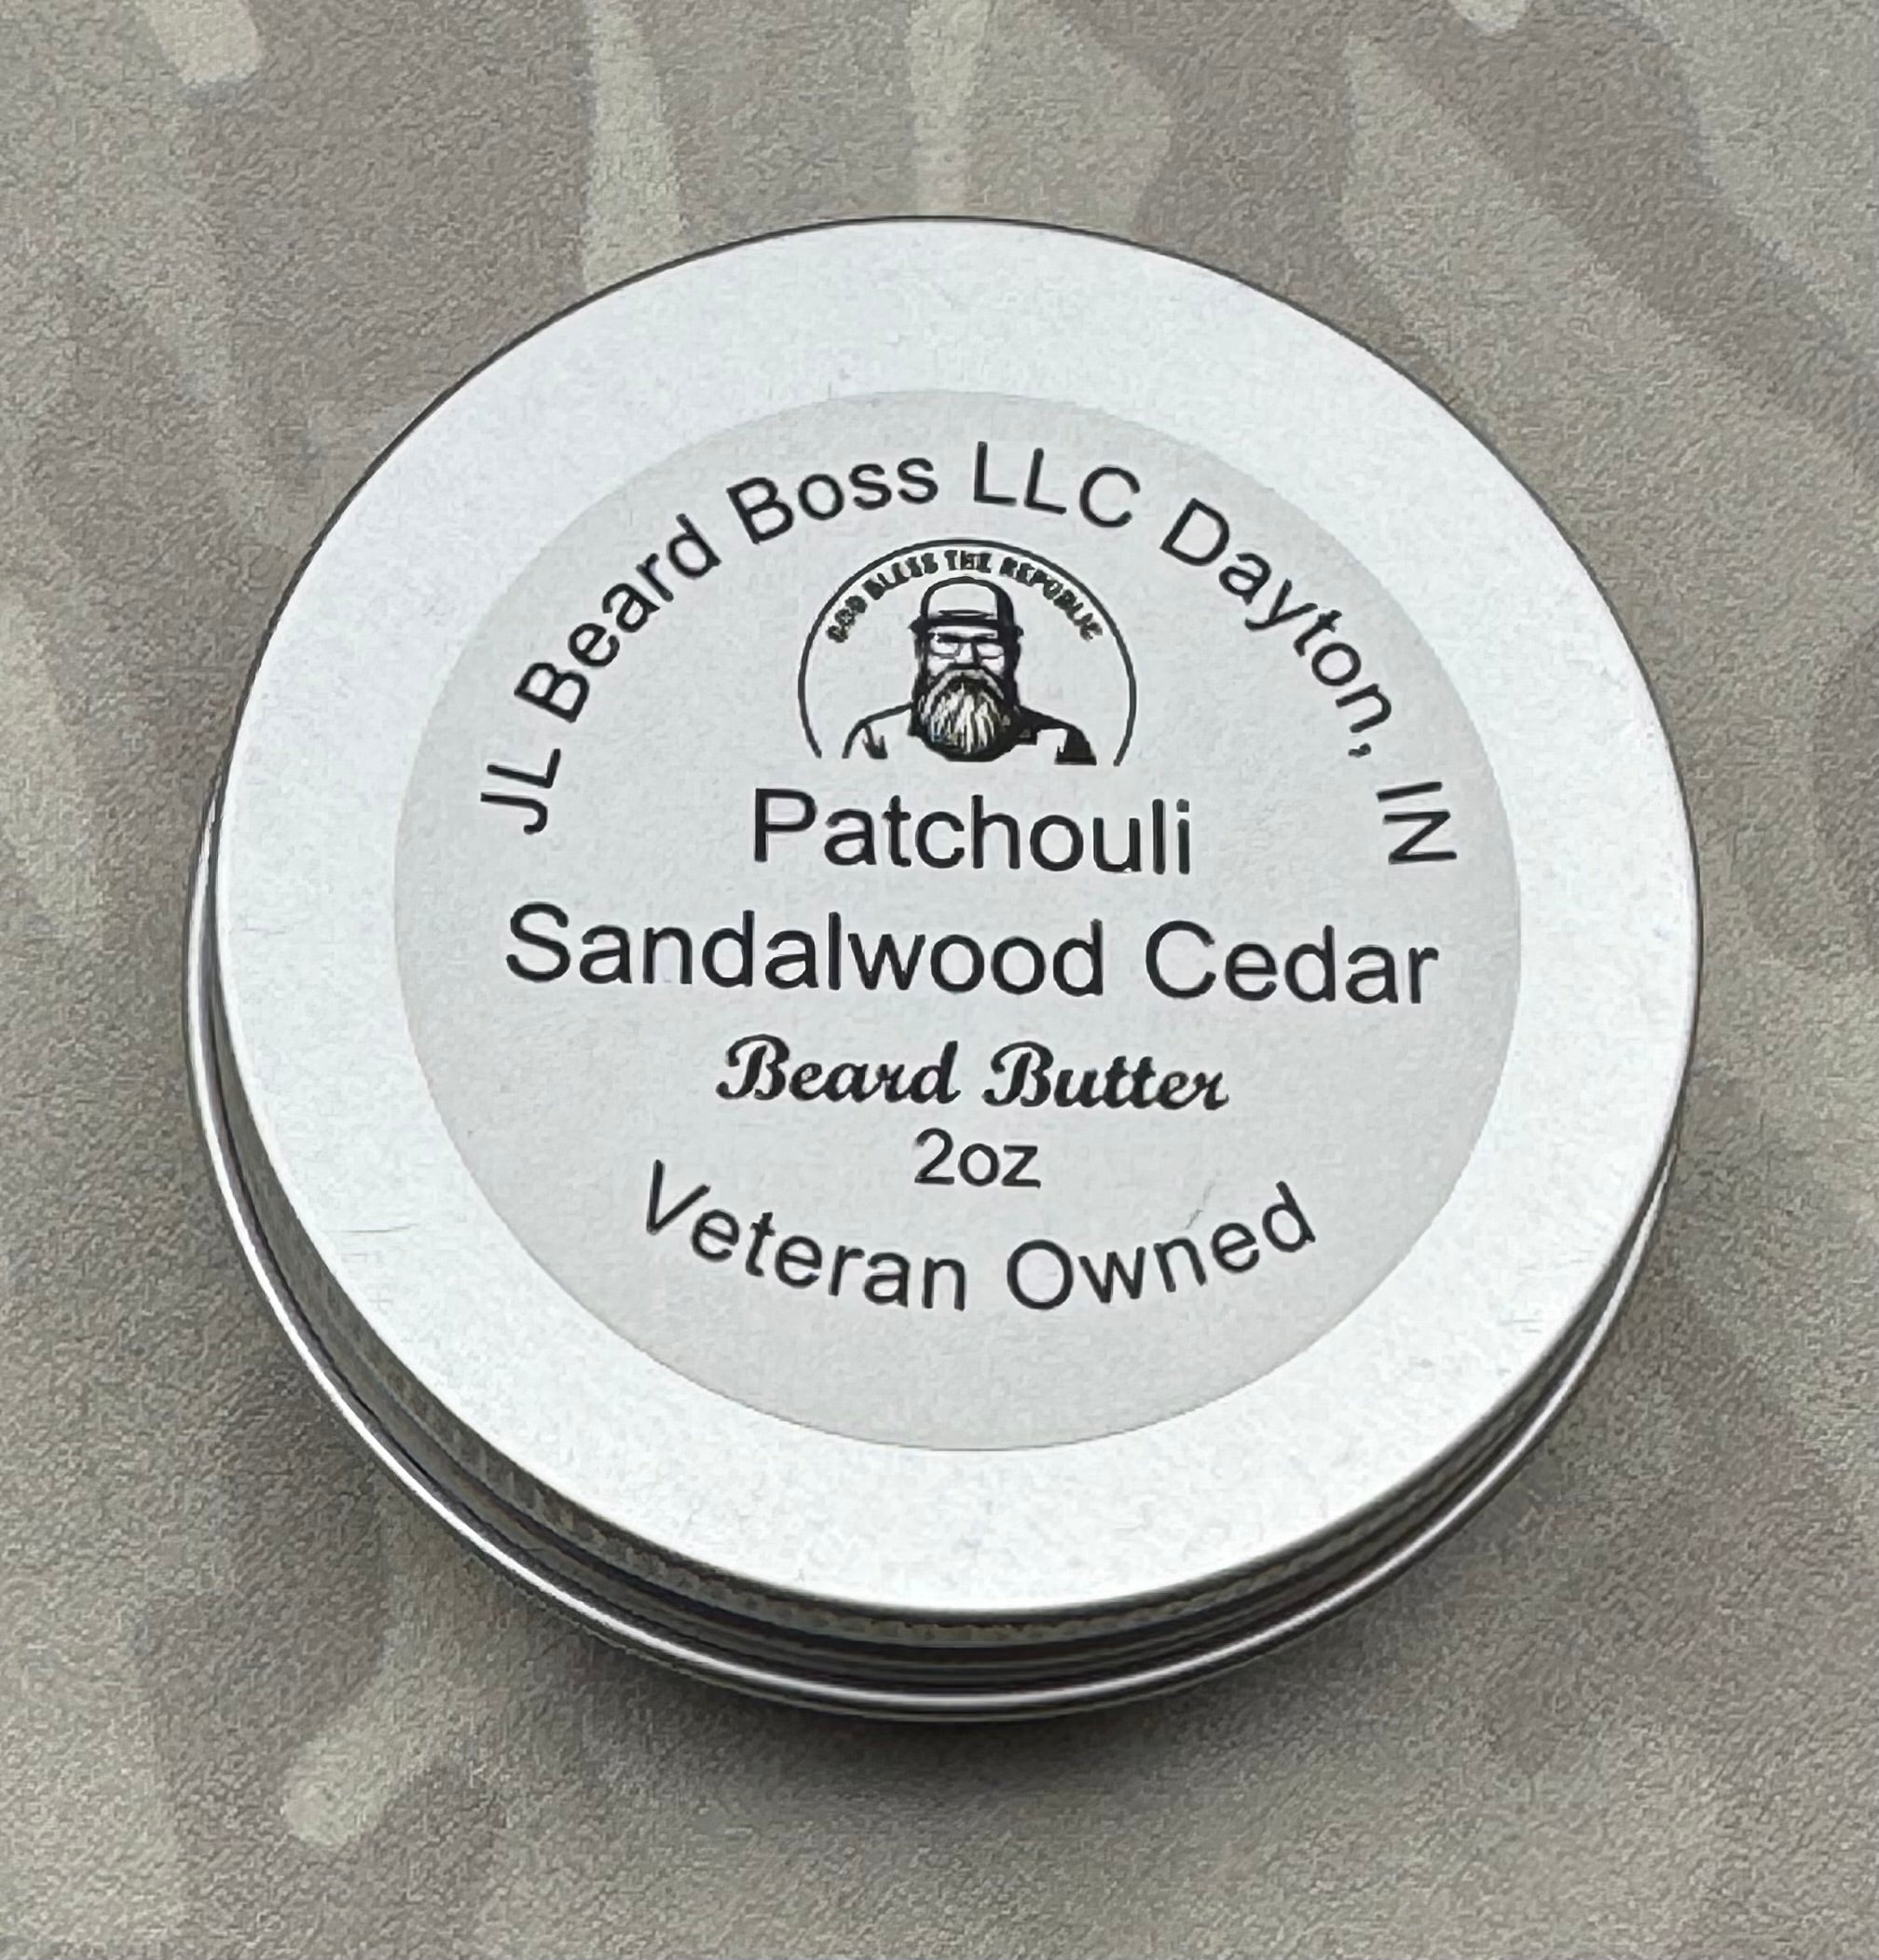 JL Beard Boss LLC Dayton, IN
GOD BLESS THE REPUBLIC
Patchouli
Sandalwood Cedar
Beard Butter
2oz
Veteran Owned